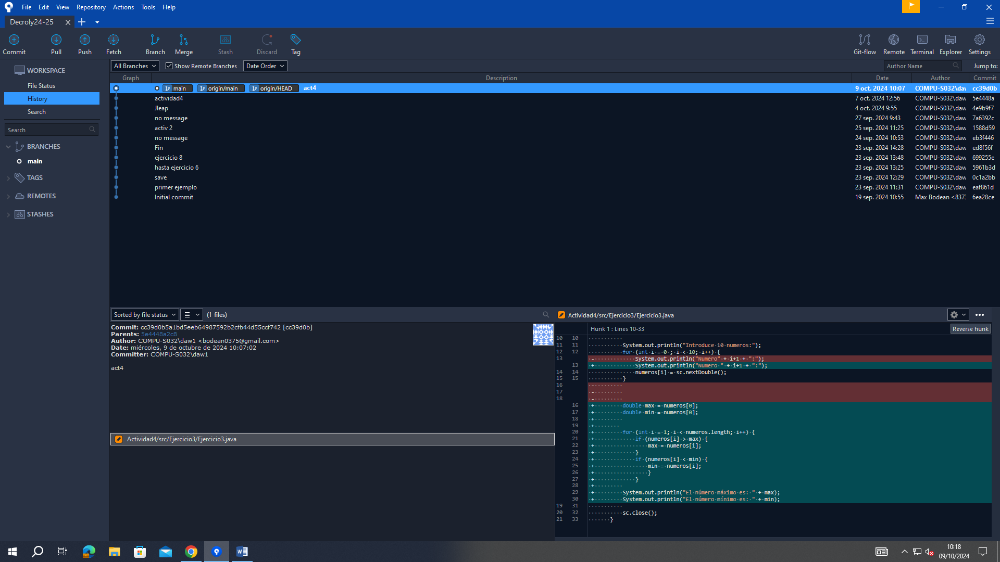 File Edit View Repository Actions Tools Help
Decroly24-25
Commit Pull Push Fetch Branch Merge Stash Discard Tag Git-flow Remote Terminal Explorer Settings
WORKSPACE
File Status
History
Search
Search
BRANCHES
main
TAGS
REMOTES
STASHES
All Branches Show Remote Branches Date Order Author Name Jump to:
Graph Description Date Author Commit
main origin/main origin/HEAD act4 9 oct. 2024 10:07 COMPU-S032\daw cc39d0b
actividad4 7 oct. 2024 12:56 COMPU-S032\daw 5e4448a
Jleap 4 oct. 2024 9:55 COMPU-S032\daw 4e9b9f7
no message 27 sep. 2024 9:43 COMPU-S032\daw 7a6392c
activ 2 25 sep. 2024 11:25 COMPU-S032\daw 1588d59
no message 24 sep. 2024 10:53 COMPU-S032\daw eb3f446
Fin 23 sep. 2024 14:28 COMPU-S032\daw ed8f56f
ejercicio 8 23 sep. 2024 13:48 COMPU-S032\daw 699255e
hasta ejercicio 6 23 sep. 2024 13:25 COMPU-S032\daw 5961b3d
save 23 sep. 2024 12:29 COMPU-S032\daw 0c1a2bb
primer ejemplo 23 sep. 2024 11:31 COMPU-S032\daw eaf861d
Initial commit 19 sep. 2024 10:55 Max Bodean <837 6ea28ce
Sorted by file status (1 files)
Commit: cc39d0b5a1bd5eeb64987592b2cfb44d55ccf742 [cc39d0b]
Parents: 5e4448a2c8
Author: COMPU-S032\daw1 <bodean0375@gmail.com>
Date: miércoles, 9 de octubre de 2024 10:07:02
Committer: COMPU-S032\daw1
act4
Actividad4/src/Ejercicio3/Ejercicio3.java
Actividad4/src/Ejercicio3/Ejercicio3.java
Hunk 1 : Lines 10-33 Reverse hunk
10 10
11 11 System.out.println("Introduce 10 numeros:");
12 12 for (int i = 0 ; i < 10; i++) {
13 - System.out.println("Numero" + i+1 + ":");
13 + System.out.println("Numero " + i+1 + ":");
14 14 numeros[i] = sc.nextDouble();
15 15 }
16 -
17 -
18 -
16 + double max = numeros[0];
17 + double min = numeros[0];
18 +
19 +
20 + for (int i = 1; i < numeros.length; i++) {
21 + if (numeros[i] > max) {
22 + max = numeros[i];
23 + }
24 + if (numeros[i] < min) {
25 + min = numeros[i];
26 + }
27 + }
28 +
29 + System.out.println("El número máximo es: " + max);
30 + System.out.println("El número mínimo es: " + min);
19 31
20 32 sc.close();
21 33 }
10:18
09/10/2024